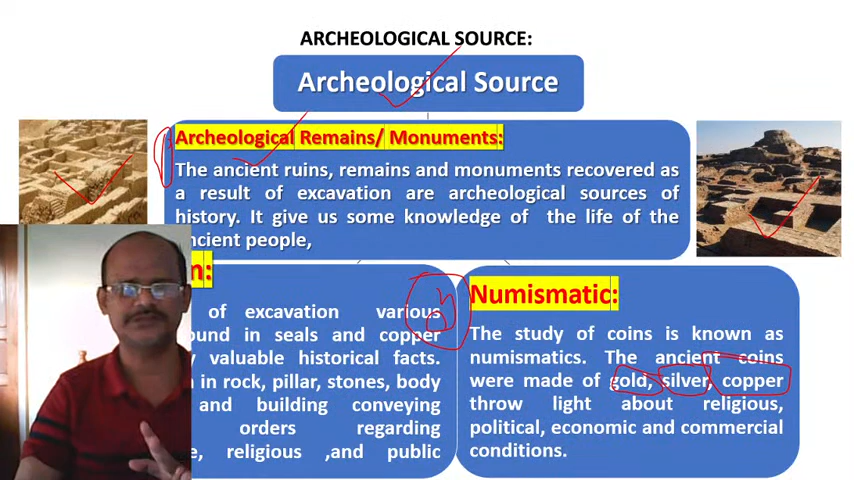 ARCHEOLOGICAL SOURCE:
Archeological Source
Archeological Remains/ Monuments:
The ancient ruins, remains and monuments recovered as
a result of excavation are archeological sources of
history. It give us some knowledge of the life of the
ncient people,
m:
of excavation various
ound in seals and copper
valuable historical facts.
in rock, pillar, stones, body
and building conveying
orders regarding
religious ,and public
Numismatic:
The study of coins is known as
numismatics. The ancient coins
were made of gold, silver, copper
throw light about religious,
political, economic and commercial
conditions.